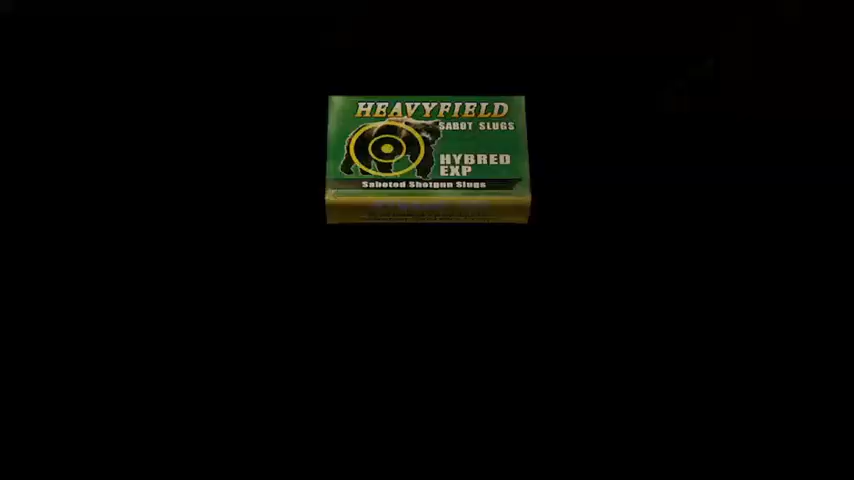 HEAVYFIELD
SABOT SLUGS
HYBRED
EXP
Saboted Shotgun Slugs